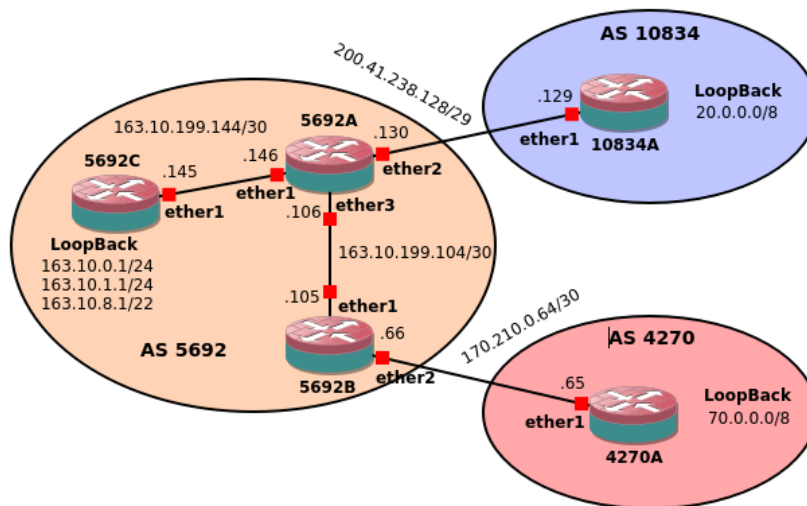 AS 10834
200.41.238.128/29
.129
LoopBack
20.0.0.0/8
ether1
10834A
163.10.199.144/30
5692A
.130
ether2
5692C
.146
.145
ether1
ether1
ether3
.106
LoopBack
163.10.0.1/24
163.10.1.1/24
163.10.8.1/22
163.10.199.104/30
.105
ether1
AS 5692
.66
ether2
5692B
170.210.0.64/30
AS 4270
.65
LoopBack
70.0.0.0/8
ether1
4270A